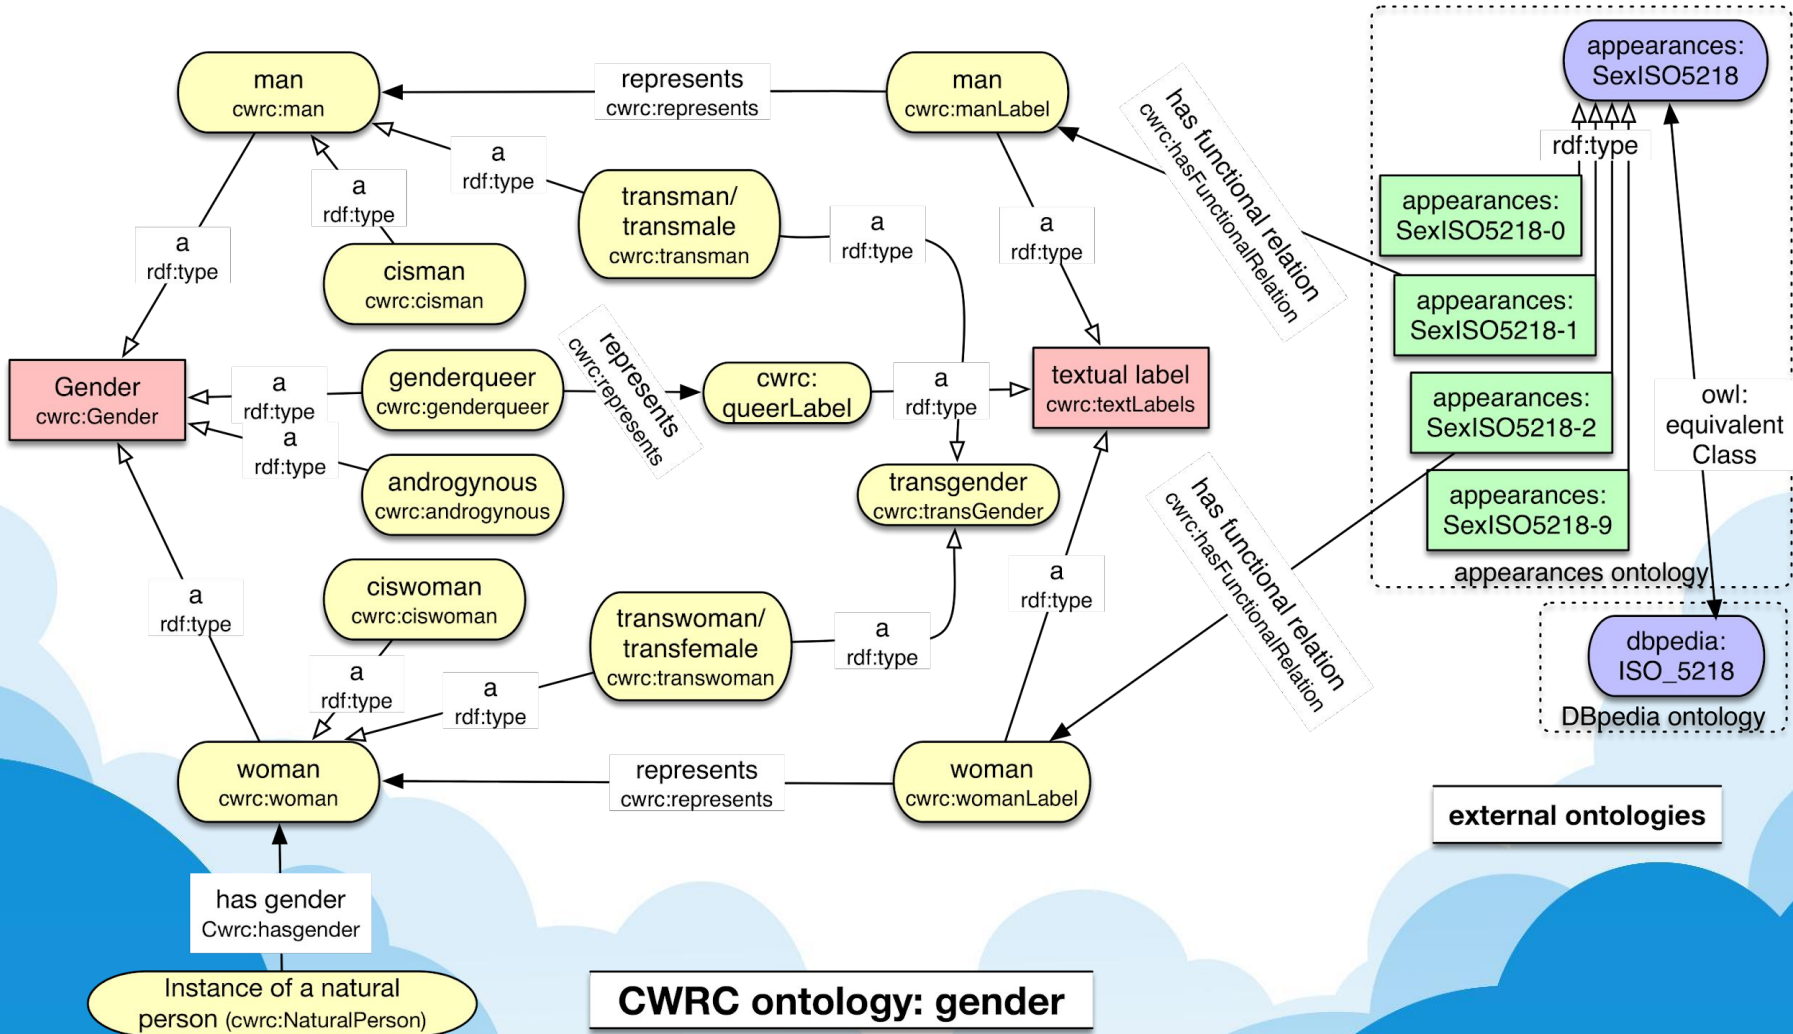 man
cwrc:man
represents
cwrc:represents
man
cwrc:manLabel
has functional relation
cwrc:hasFunctionalRelation
appearances:
SexISO5218
rdf:type
a
rdf:type
a
rdf:type
transman/
transmale
cwrc:transman
a
rdf:type
a
rdf:type
a
rdf:type
cisman
cwrc:cisman
appearances:
SexISO5218-0
appearances:
SexISO5218-1
appearances:
SexISO5218-2
appearances:
SexISO5218-9
appearances ontology
owl:
equivalent
Class
Gender
cwrc:Gender
a
rdf:type
genderqueer
cwrc:genderqueer
represents
cwrc:represents
cwrc:
queerLabel
a
rdf:type
textual label
cwrc:textLabels
a
rdf:type
androgynous
cwrc:androgynous
transgender
cwrc:transGender
has functional relation
cwrc:hasFunctionalRelation
a
rdf:type
ciswoman
cwrc:ciswoman
transwoman/
transfemale
cwrc:transwoman
a
rdf:type
a
rdf:type
a
rdf:type
a
rdf:type
dbpedia:
ISO_5218
DBpedia ontology
woman
cwrc:woman
represents
cwrc:represents
woman
cwrc:womanLabel
external ontologies
has gender
Cwrc:hasgender
Instance of a natural
person (cwrc:NaturalPerson)
CWRC ontology: gender